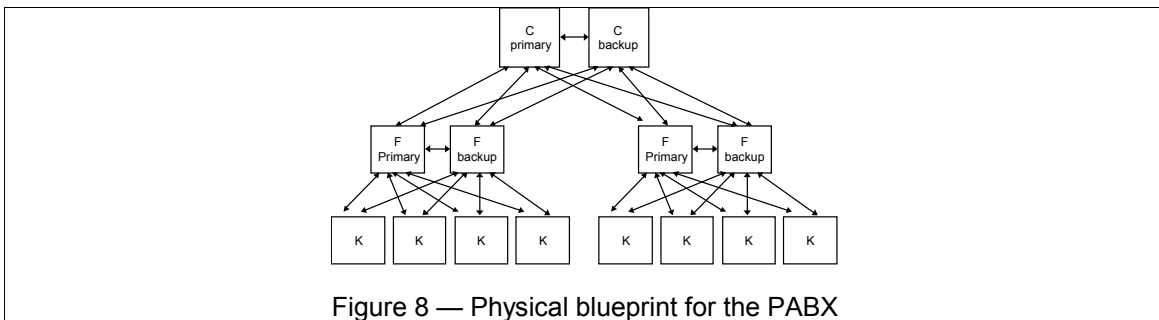 C
primary
C
backup
F
Primary
F
backup
F
Primary
F
backup
K
K
K
K
K
K
K
K
Figure 8 — Physical blueprint for the PABX